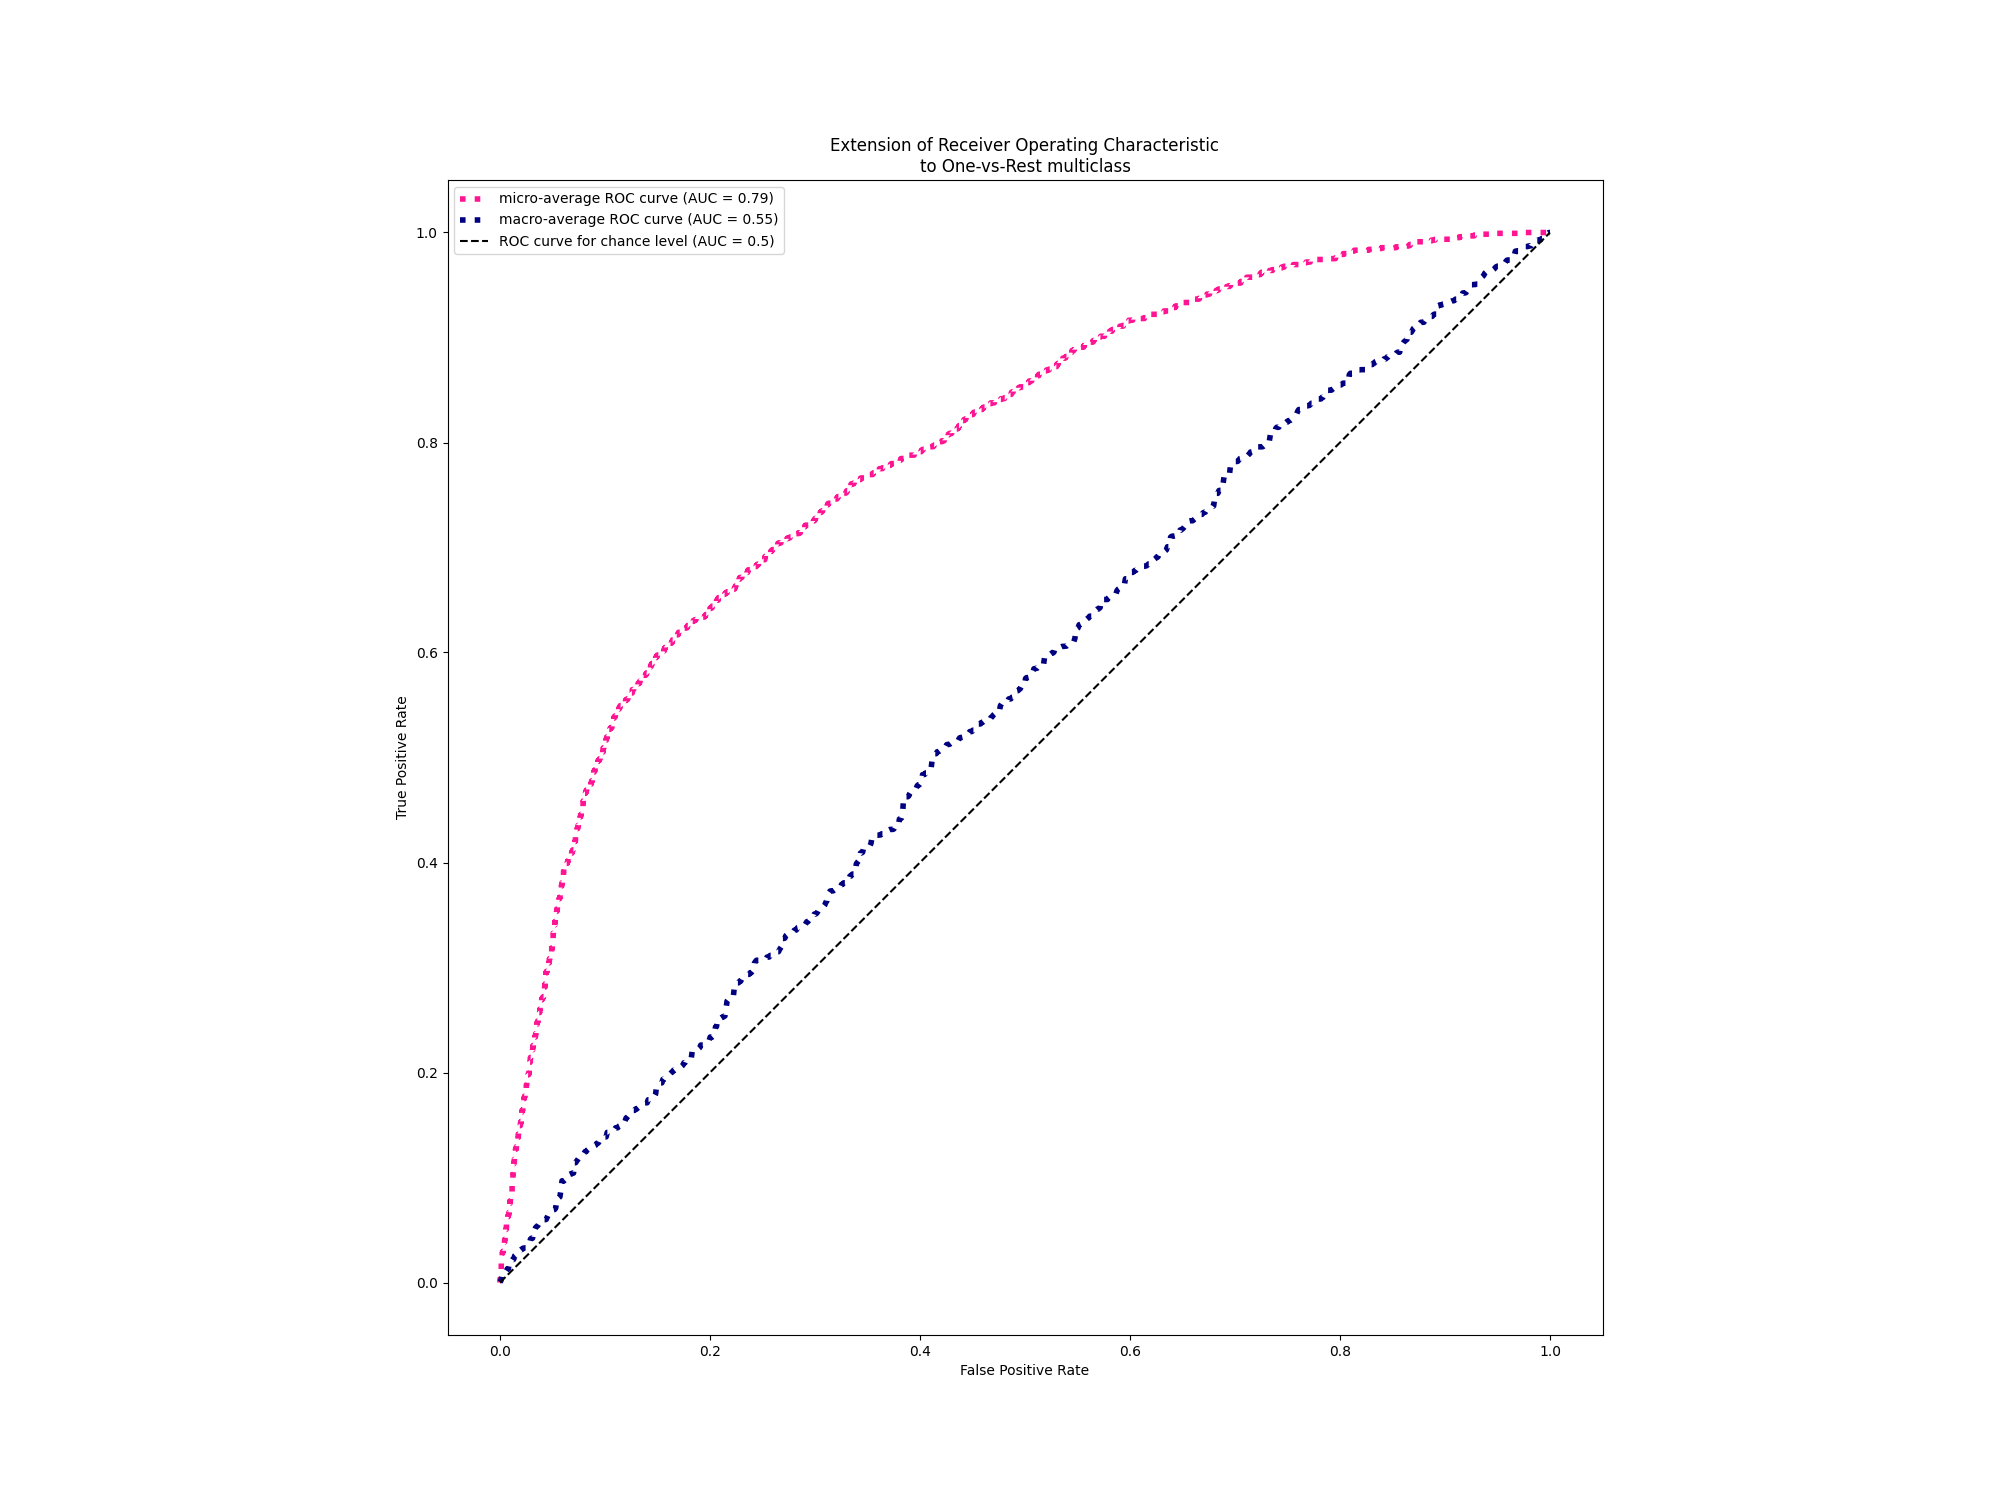 Extension of Receiver Operating Characteristic
to One-vs-Rest multiclass
micro-average ROC curve (AUC = 0.79)
macro-average ROC curve (AUC = 0.55)
ROC curve for chance level (AUC = 0.5)
1.0
0.8
0.6
0.4
0.2
0.0
True Positive Rate
0.0 0.2 0.4 0.6 0.8 1.0
False Positive Rate